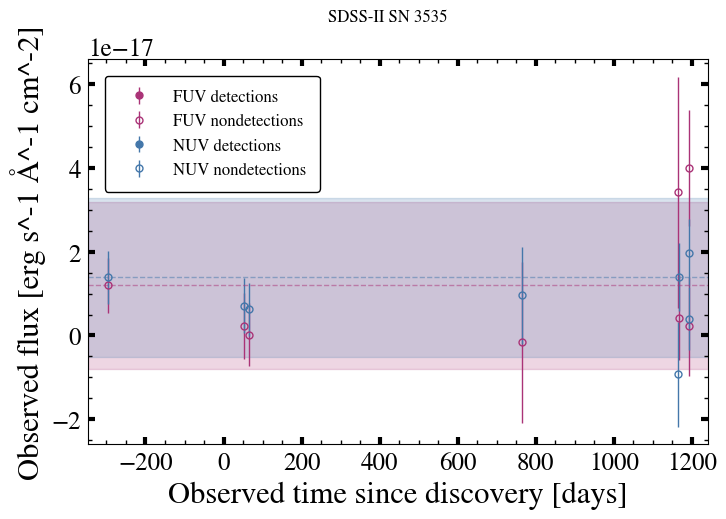 SDSS-II SN 3535
1e−17
6
4
2
0
−2
Observed flux [erg s^-1 Å^-1 cm^-2]
FUV detections
FUV nondetections
NUV detections
NUV nondetections
−200 0 200 400 600 800 1000 1200
Observed time since discovery [days]